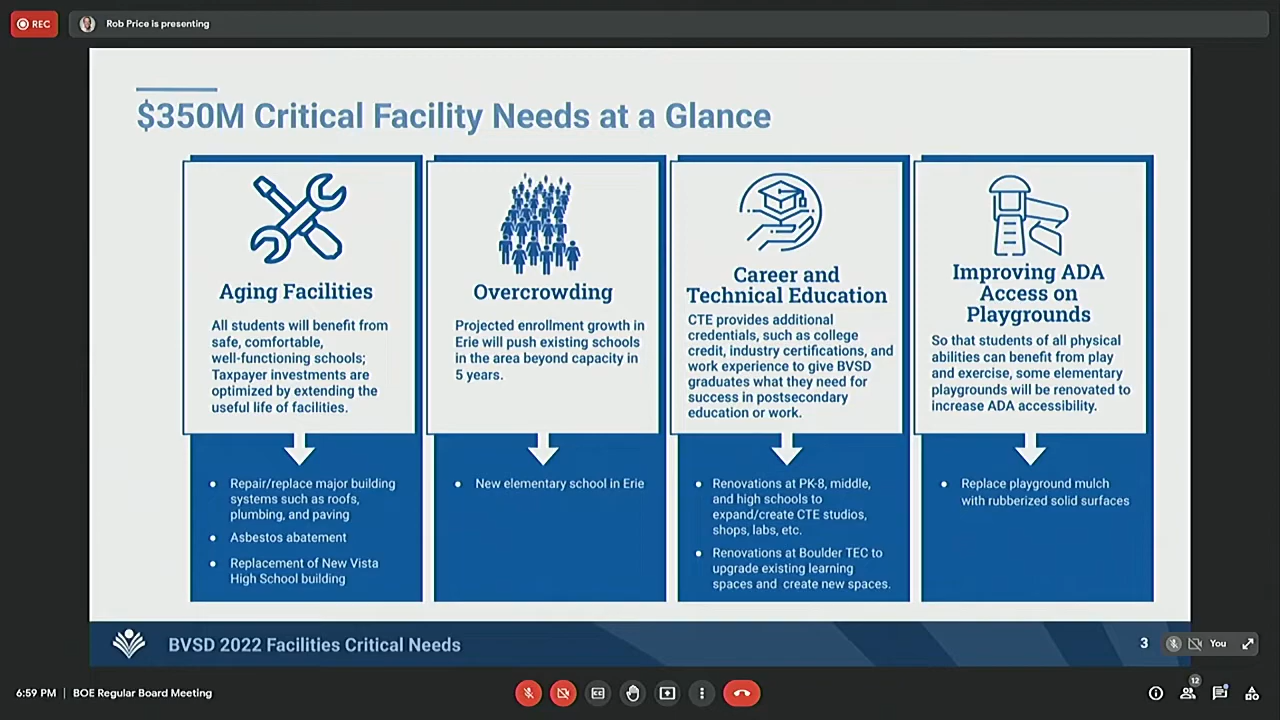 REC
Rob Price is presenting
$350M Critical Facility Needs at a Glance
Aging Facilities
All students will benefit from
safe, comfortable,
well-functioning schools;
Taxpayer investments are
optimized by extending the
useful life of facilities.
• Repair/replace major building
systems such as roofs,
plumbing, and paving
• Asbestos abatement
• Replacement of New Vista
High School building
Overcrowding
Projected enrollment growth in
Erie will push existing schools
in the area beyond capacity in
5 years.
• New elementary school in Erie
Career and
Technical Education
CTE provides additional
credentials, such as college
credit, industry certifications, and
work experience to give BVSD
graduates what they need for
success in postsecondary
education or work.
• Renovations at PK-8, middle,
and high schools to
expand/create CTE studios,
shops, labs, etc.
• Renovations at Boulder TEC to
upgrade existing learning
spaces and create new spaces.
Improving ADA
Access on
Playgrounds
So that students of all physical
abilities can benefit from play
and exercise, some elementary
playgrounds will be renovated to
increase ADA accessibility.
• Replace playground mulch
with rubberized solid surfaces
BVSD 2022 Facilities Critical Needs
3
You
6:59 PM | BOE Regular Board Meeting
12